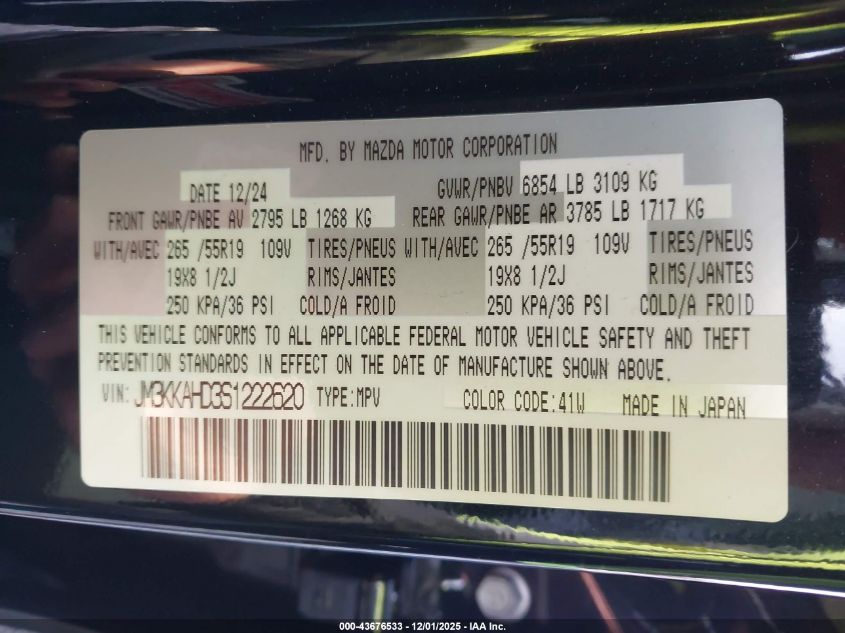 MFD. BY MAZDA MOTOR CORPORATION
DATE 12/24 GVWR/PNBV 6854 LB 3109 KG
FRONT GAWR/PNBE AV 2795 LB 1268 KG REAR GAWR/PNBE AR 3785 LB 1717 KG
WITH/AVEC 265 /55R19 109V TIRES/PNEUS WITH/AVEC 265 /55R19 109V TIRES/PNEUS
19X8 1/2J RIMS/JANTES 19X8 1/2J RIMS/JANTES
250 KPA/36 PSI COLD/A FROID 250 KPA/36 PSI COLD/A FROID
THIS VEHICLE CONFORMS TO ALL APPLICABLE FEDERAL MOTOR VEHICLE SAFETY AND THEFT
PREVENTION STANDARDS IN EFFECT ON THE DATE OF MANUFACTURE SHOWN ABOVE.
VIN: JM3KKAHD3S1222620 TYPE:MPV COLOR CODE:41W MADE IN JAPAN
000-43676533 - 12/01/2025 - IAA Inc.